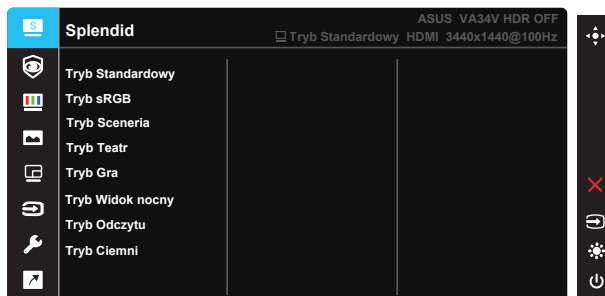 S
Splendid
ASUS VA34V HDR OFF
Tryb Standardowy HDMI 3440x1440@100Hz
Tryb Standardowy
Tryb sRGB
Tryb Sceneria
Tryb Teatr
Tryb Gra
Tryb Widok nocny
Tryb Odczytu
Tryb Ciemni